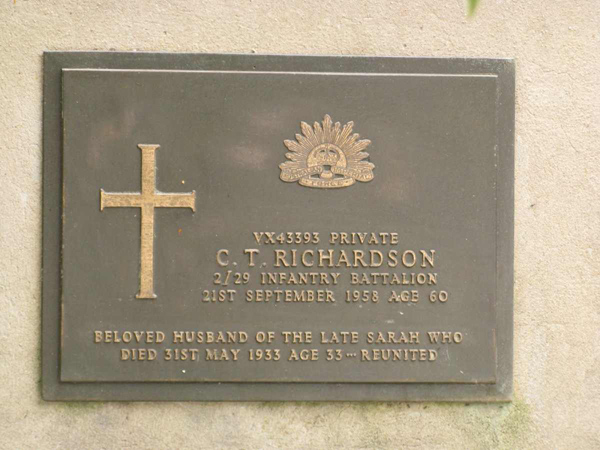 VX43393 PRIVATE
C. T. RICHARDSON
2/29 INFANTRY BATTALION
21ST SEPTEMBER 1958 AGE 60
BELOVED HUSBAND OF THE LATE SARAH WHO
DIED 31ST MAY 1933 AGE 33 ... REUNITED